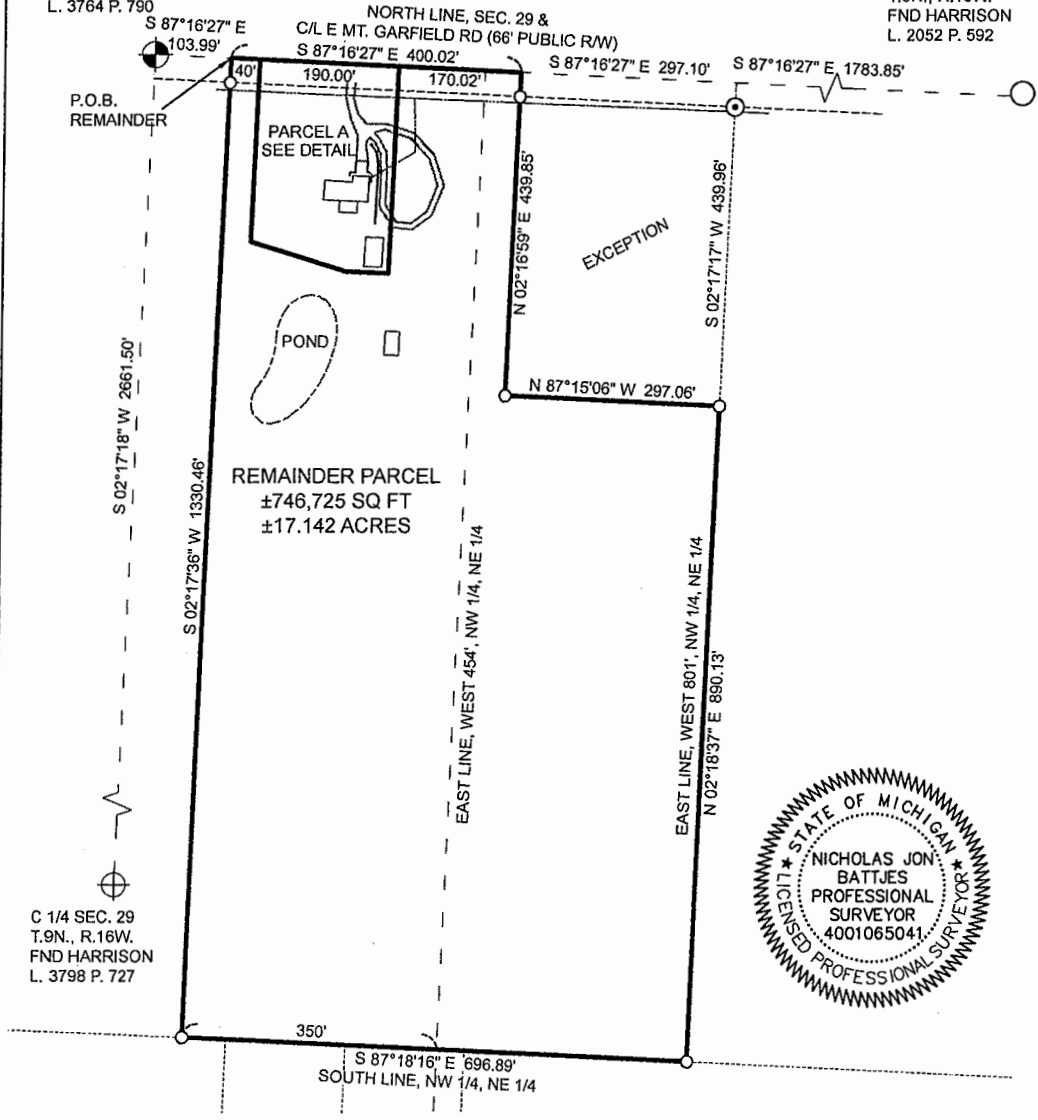 L. 3764 P. 790
S 87°16'27" E
103.99'
NORTH LINE, SEC. 29 &
C/L E MT. GARFIELD RD (66' PUBLIC R/W)
S 87°16'27" E 400.02'
FND HARRISON
L. 2052 P. 592
S 87°16'27" E 297.10'
S 87°16'27" E 1783.85'
40'
190.00'
170.02'
P.O.B.
REMAINDER
PARCEL A
SEE DETAIL
N 02°16'59" E 439.85'
EXCEPTION
S 02°17'17" W 439.96'
POND
N 87°15'06" W 297.06'
S 02°17'18" W 2661.50'
S 02°17'36" W 1330.46'
REMAINDER PARCEL
±746,725 SQ FT
±17.142 ACRES
EAST LINE, WEST 454', NW 1/4, NE 1/4
EAST LINE, WEST 801', NW 1/4, NE 1/4
N 02°18'37" E 890.13'
STATE OF MICHIGAN
NICHOLAS JON
BATTJES
PROFESSIONAL
SURVEYOR
4001065041
LICENSED PROFESSIONAL SURVEYOR
C 1/4 SEC. 29
T.9N., R.16W.
FND HARRISON
L. 3798 P. 727
350'
S 87°18'16" E 696.89'
SOUTH LINE, NW 1/4, NE 1/4